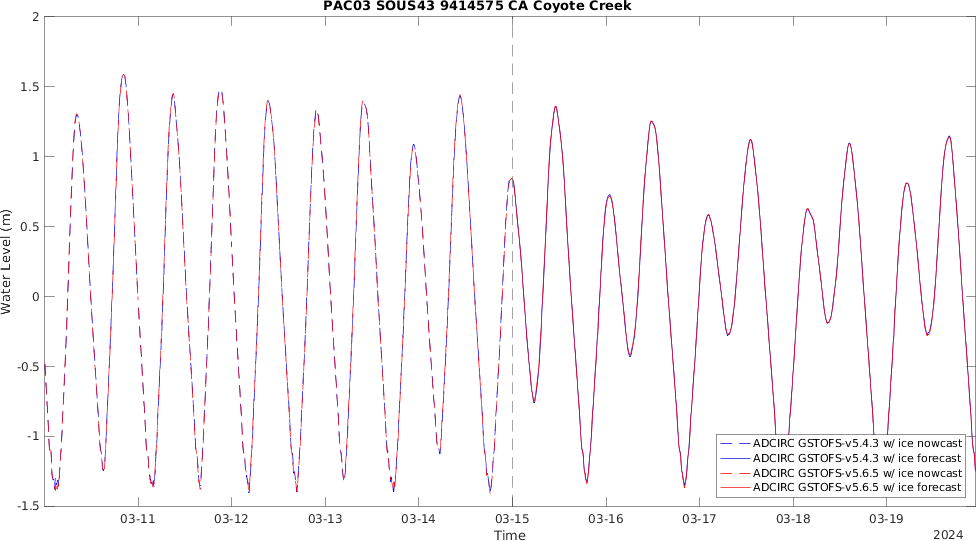 PAC03 SOUS43 9414575 CA Coyote Creek
2
1.5
1
0.5
0
-0.5
-1
-1.5
Water Level (m)
03-11
03-12
03-13
03-14
03-15
03-16
03-17
03-18
03-19
Time
2024
ADCIRC GSTOFS-v5.4.3 w/ ice nowcast
ADCIRC GSTOFS-v5.4.3 w/ ice forecast
ADCIRC GSTOFS-v5.6.5 w/ ice nowcast
ADCIRC GSTOFS-v5.6.5 w/ ice forecast